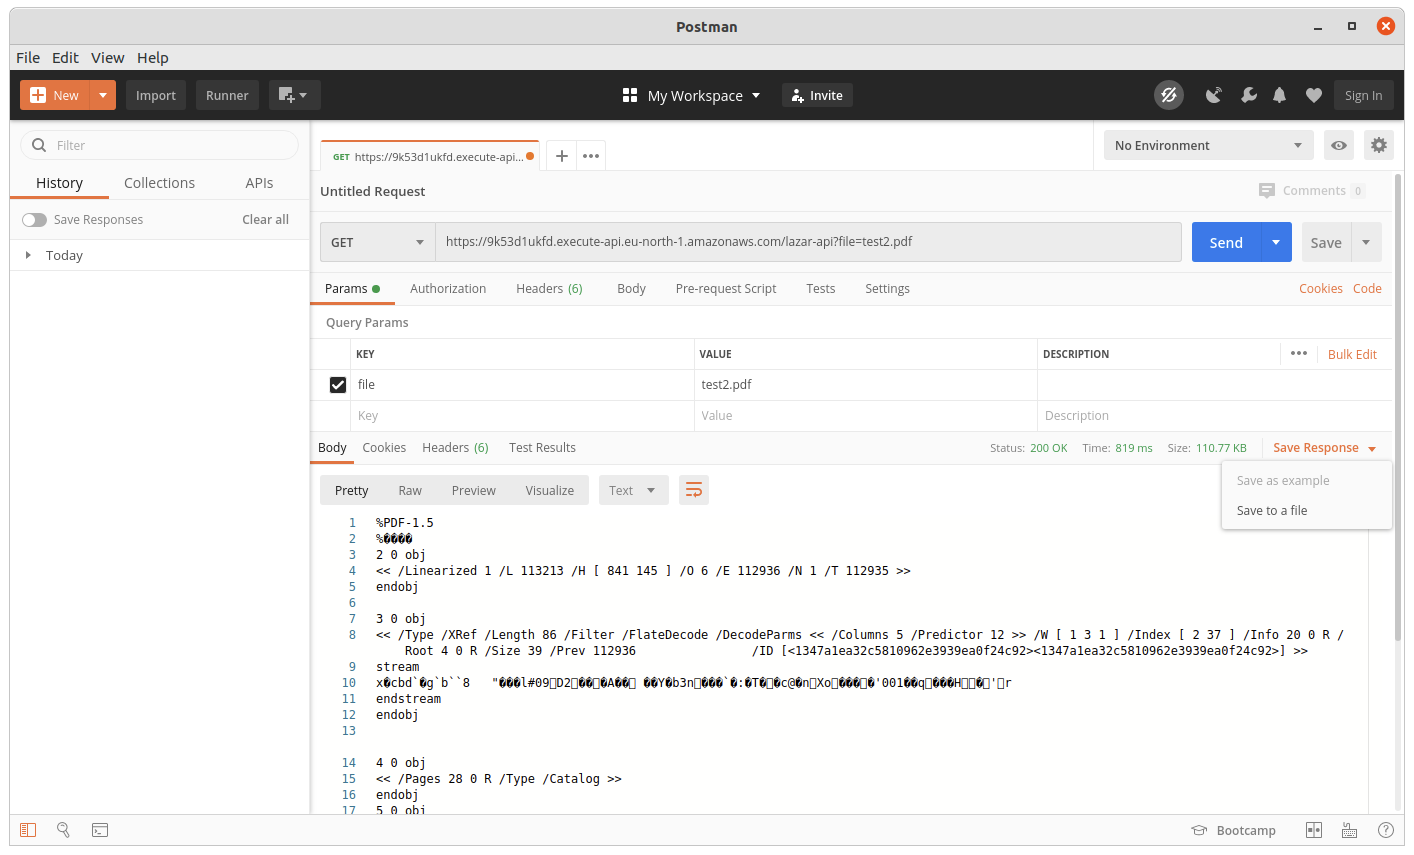 Postman
File Edit View Help
New Import Runner My Workspace Invite Sign In
Filter
History Collections APIs
Save Responses Clear all
Today
GET https://9k53d1ukfd.execute-api... No Environment
Untitled Request Comments 0
GET https://9k53d1ukfd.execute-api.eu-north-1.amazonaws.com/lazar-api?file=test2.pdf Send Save
Params Authorization Headers (6) Body Pre-request Script Tests Settings Cookies Code
Query Params
KEY VALUE DESCRIPTION Bulk Edit
file test2.pdf
Key Value Description
Body Cookies Headers (6) Test Results Status: 200 OK Time: 819 ms Size: 110.77 KB Save Response
Save as example
Save to a file
Pretty Raw Preview Visualize Text
1 %PDF-1.5
2 %����
3 2 0 obj
4 << /Linearized 1 /L 113213 /H [ 841 145 ] /O 6 /E 112936 /N 1 /T 112935 >>
5 endobj
6
7 3 0 obj
8 << /Type /XRef /Length 86 /Filter /FlateDecode /DecodeParms << /Columns 5 /Predictor 12 >> /W [ 1 3 1 ] /Index [ 2 37 ] /Info 20 0 R /
Root 4 0 R /Size 39 /Prev 112936 /ID [<1347a1ea32c5810962e3939ea0f24c92><1347a1ea32c5810962e3939ea0f24c92>] >>
9 stream
10 x�cbd`�g`b``8 "���l#09
11 endstream
12 endobj
13
14 4 0 obj
15 << /Pages 28 0 R /Type /Catalog >>
16 endobj
17 5 0 obj
Bootcamp